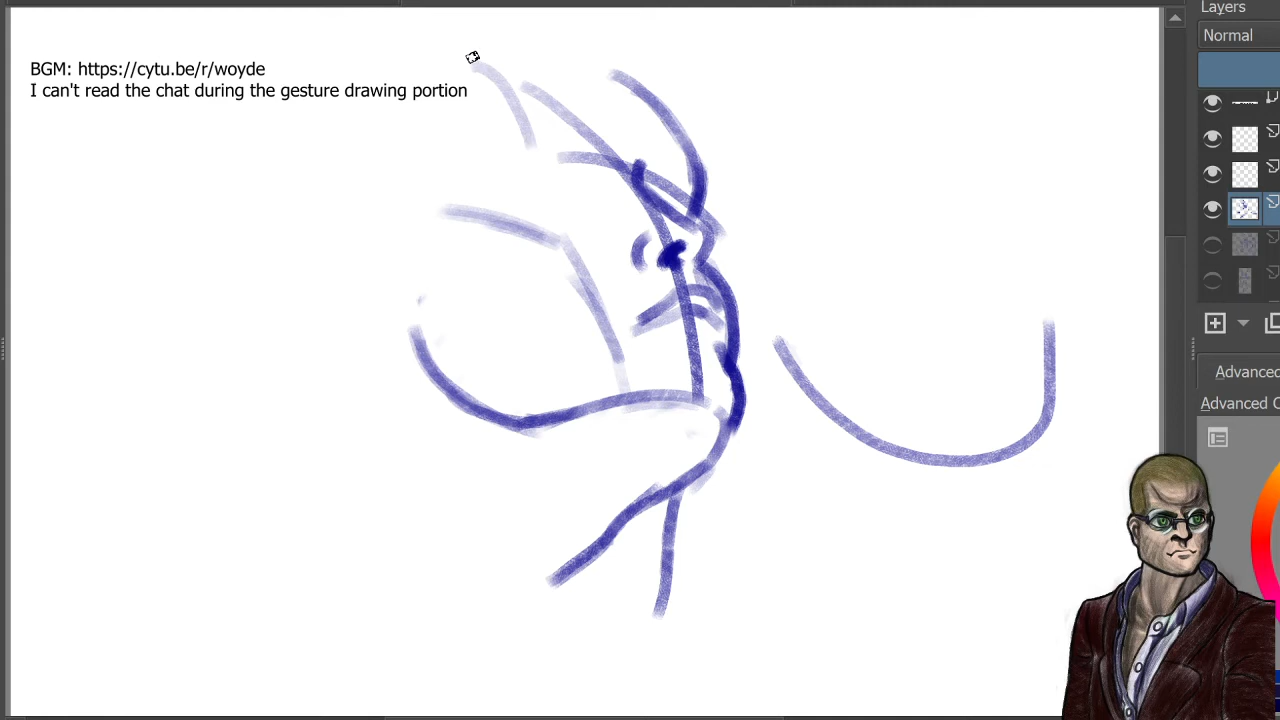 Layers
Normal
BGM: https://cytu.be/r/woyde
I can't read the chat during the gesture drawing portion
Advanced
Advanced